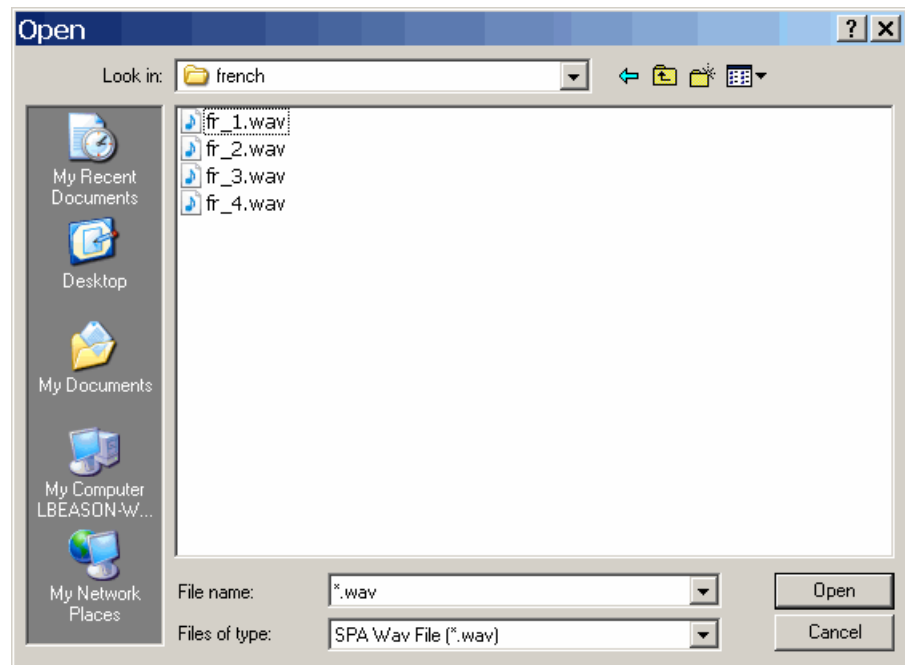 Open
Look in: french
fr_1.wav
fr_2.wav
fr_3.wav
fr_4.wav
My Recent
Documents
Desktop
My Documents
My Computer
LBEASON-W...
My Network
Places
File name: *.wav Open
Files of type: SPA Wav File (*.wav) Cancel